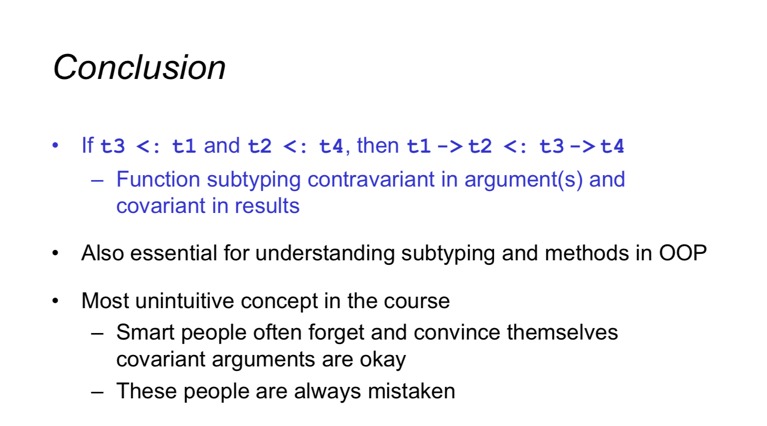 Conclusion
• If t3 <: t1 and t2 <: t4, then t1 -> t2 <: t3 -> t4
– Function subtyping contravariant in argument(s) and
covariant in results
• Also essential for understanding subtyping and methods in OOP
• Most unintuitive concept in the course
– Smart people often forget and convince themselves
covariant arguments are okay
– These people are always mistaken